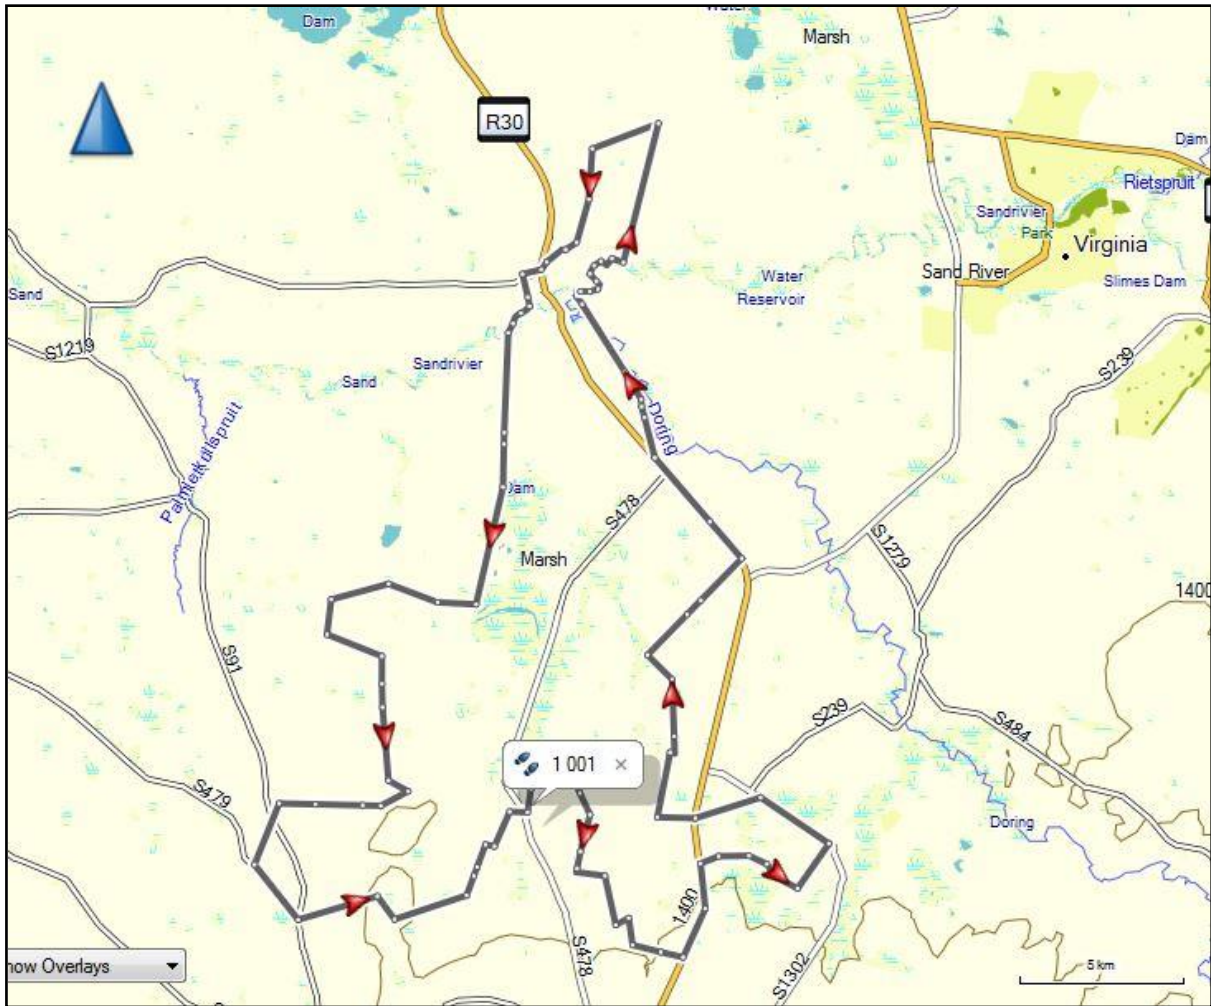 Dam
Water
Marsh
R30
Dam
Rietspruit
Sandrivier
Park
Virginia
Sand River
Water
Reservoir
Slimes Dam
Sand
S1219
Sandrivier
Sand
S239
Palmietkuilspruit
Doring
Dam
S478
Marsh
S1279
1400
S91
S239
S484
1 001
S479
Doring
1400
S478
S1302
how Overlays
5 km